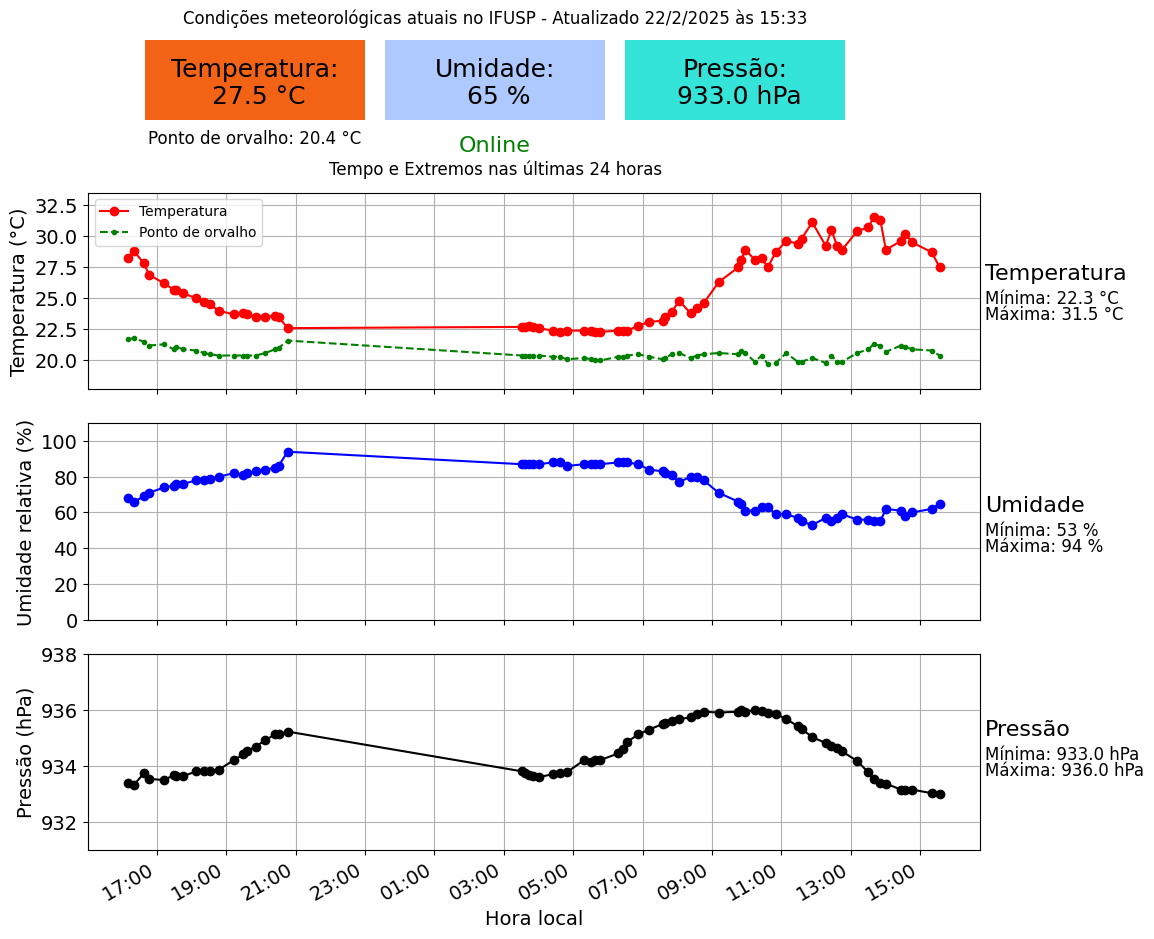 Condições meteorológicas atuais no IFUSP - Atualizado 22/2/2025 às 15:33
Temperatura:
27.5 °C
Umidade:
65 %
Pressão:
933.0 hPa
Ponto de orvalho: 20.4 °C
Online
Tempo e Extremos nas últimas 24 horas
Temperatura (°C)
32.5
30.0
27.5
25.0
22.5
20.0
Temperatura
Ponto de orvalho
Temperatura
Mínima: 22.3 °C
Máxima: 31.5 °C
Umidade relativa (%)
100
80
60
40
20
0
Umidade
Mínima: 53 %
Máxima: 94 %
Pressão (hPa)
938
936
934
932
Pressão
Mínima: 933.0 hPa
Máxima: 936.0 hPa
17:00
19:00
21:00
23:00
01:00
03:00
05:00
07:00
09:00
11:00
13:00
15:00
Hora local